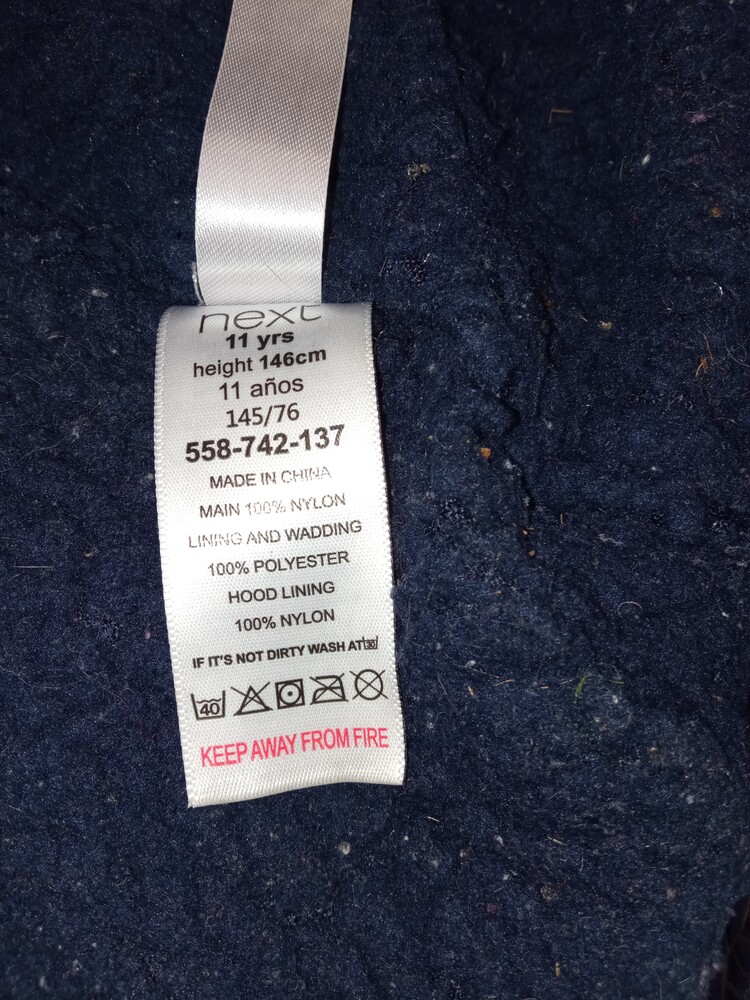 next
11 yrs
height 146cm
11 años
145/76
558-742-137
MADE IN CHINA
MAIN 100% NYLON
LINING AND WADDING
100% POLYESTER
HOOD LINING
100% NYLON
IF IT'S NOT DIRTY WASH AT 30
40
KEEP AWAY FROM FIRE